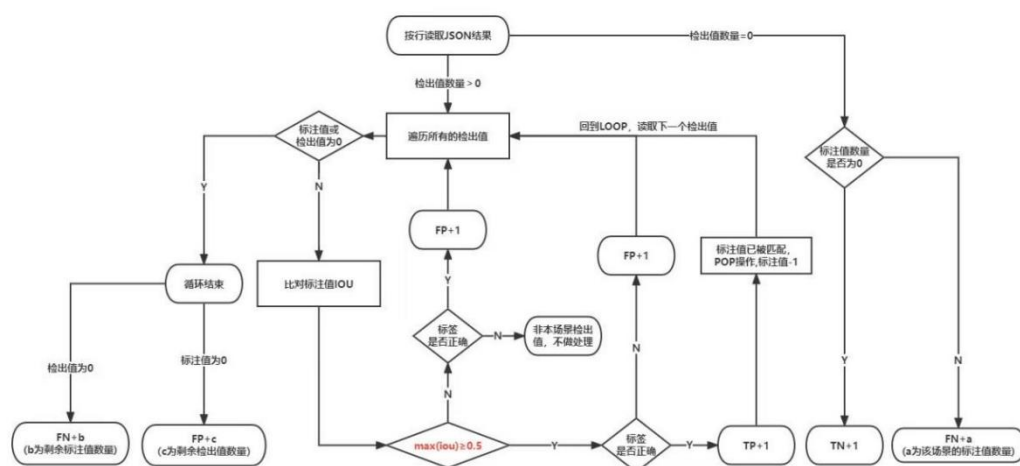 按行读取JSON结果
检出值数量=0
检出值数量＞0
标注值或
检出值为0
遍历所有的检出值
回到LOOP，读取下一个检出值
标注值数量
是否为0
Y
N
FP+1
FP+1
标注值已被匹配，
POP操作,标注值-1
循环结束
比对标注值IOU
Y
标签
是否正确
N
非本场景检出
值，不做处理
N
Y
N
检出值为0
标注值为0
N
FN+b
(b为剩余标注值数量)
FP+c
(c为剩余检出值数量)
max(iou)≥0.5
Y
标签
是否正确
Y
TP+1
TN+1
FN+a
(a为该场景的标注值数量)